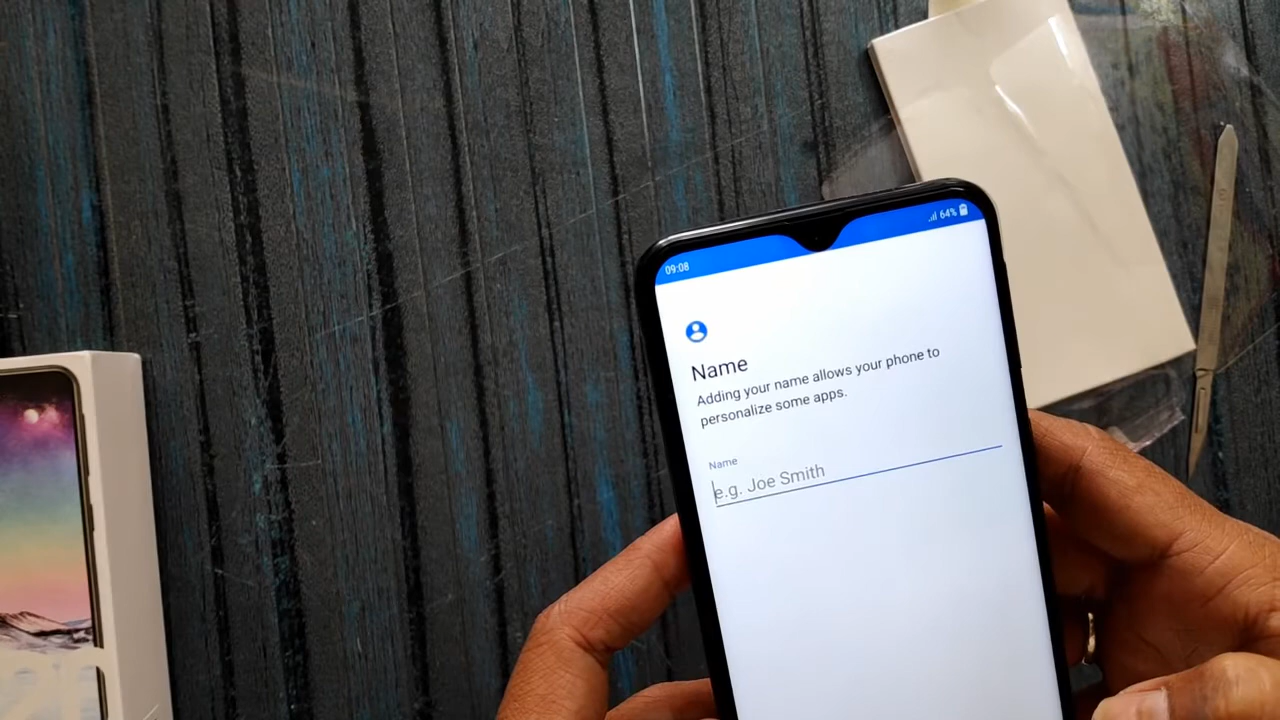 09:08
64%
Name
Adding your name allows your phone to
personalize some apps.
Name
e.g. Joe Smith